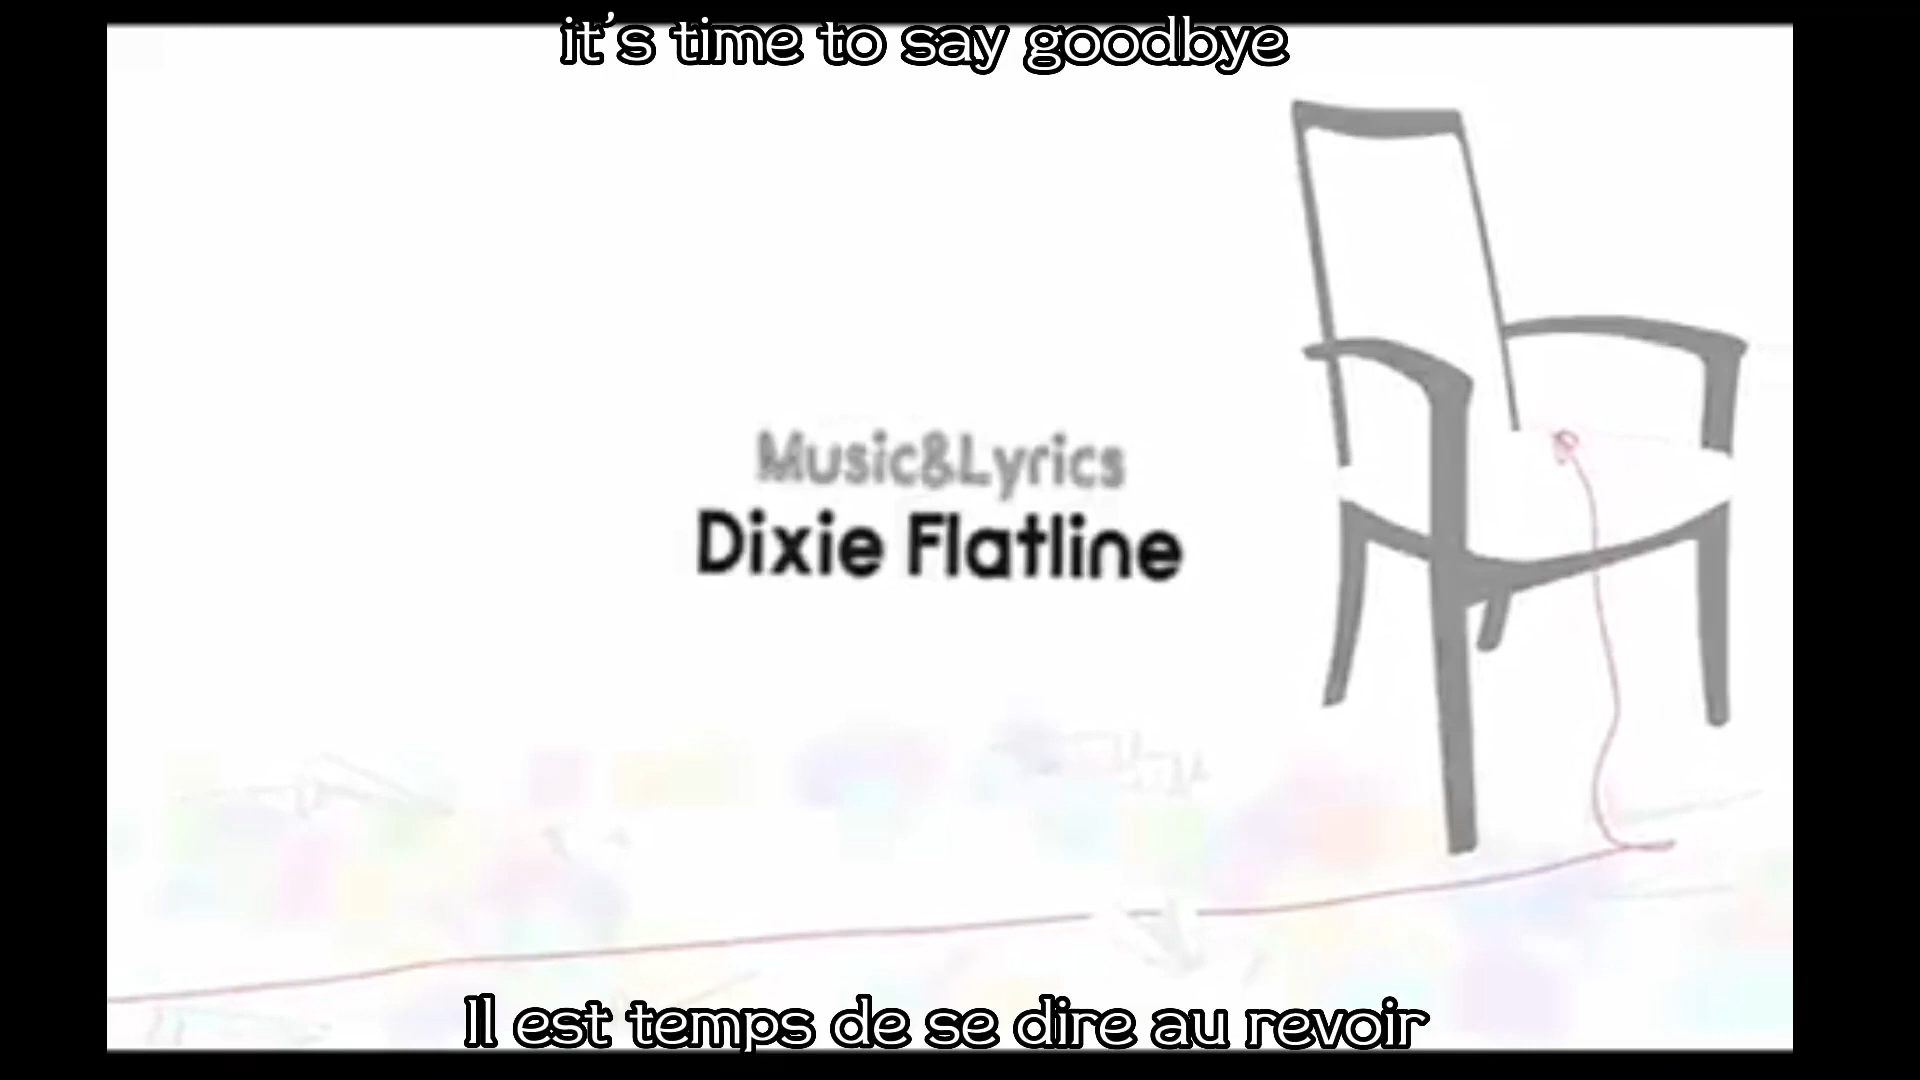 it's time to say goodbye
Music&Lyrics
Dixie Flatline
Il est temps de se dire au revoir